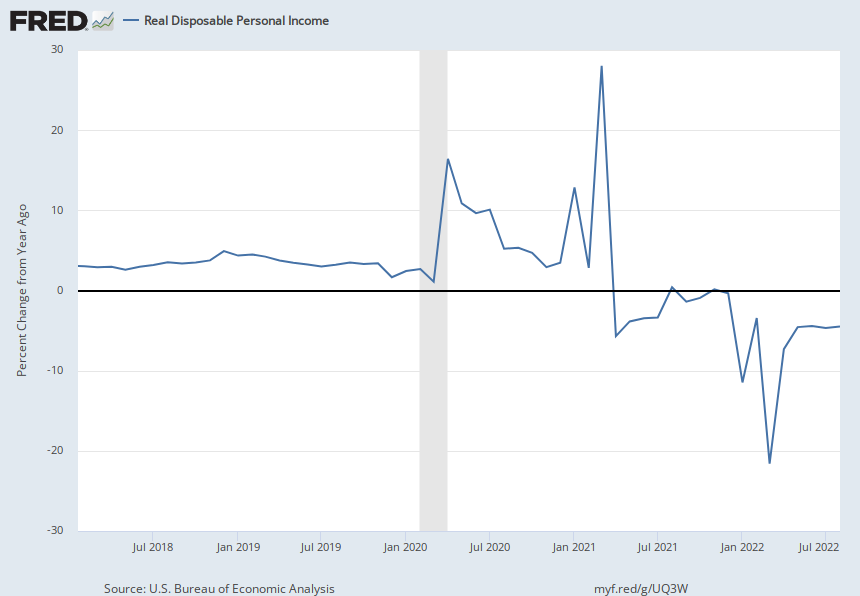 FRED
Real Disposable Personal Income
30
20
10
0
-10
-20
-30
Percent Change from Year Ago
Jul 2018
Jan 2019
Jul 2019
Jan 2020
Jul 2020
Jan 2021
Jul 2021
Jan 2022
Jul 2022
Source: U.S. Bureau of Economic Analysis
myf.red/g/UQ3W